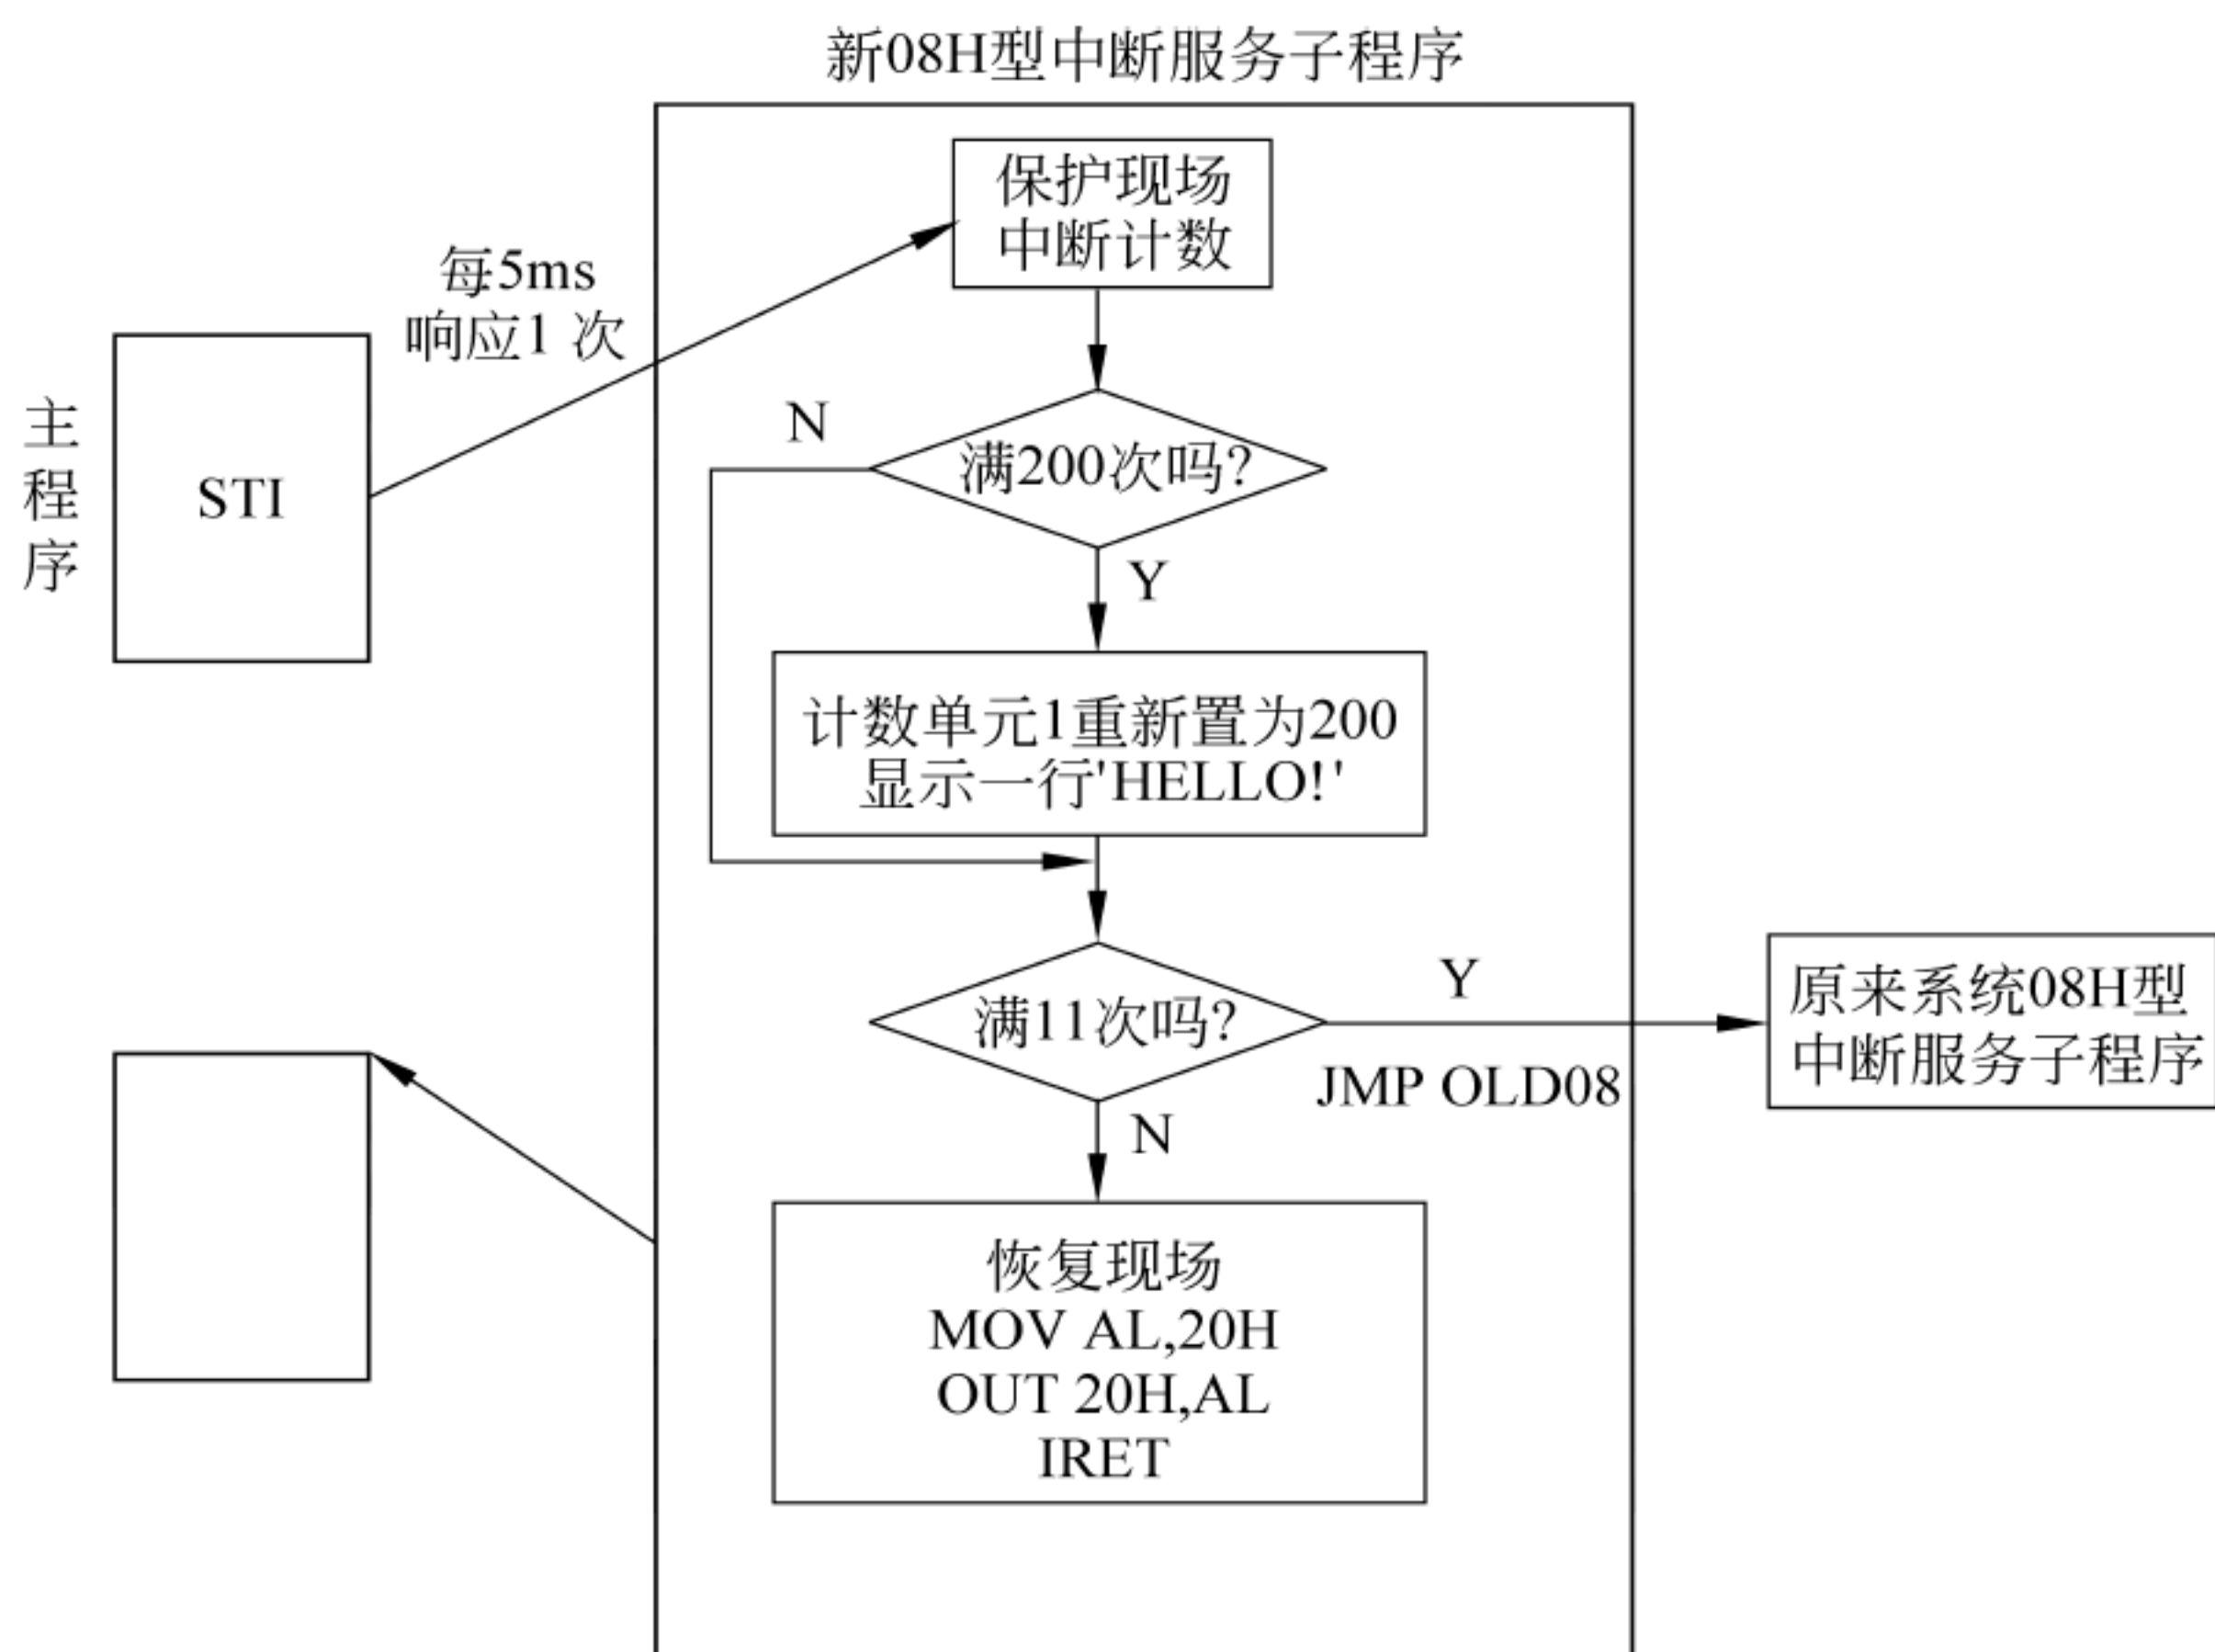 新08H型中断服务子程序
保护现场
中断计数
每5ms
响应1 次
主程序
STI
N
满200次吗?
Y
计数单元1重新置为200
显示一行'HELLO!'
满11次吗?
Y
JMP OLD08
原来系统08H型
中断服务子程序
N
恢复现场
MOV AL,20H
OUT 20H,AL
IRET